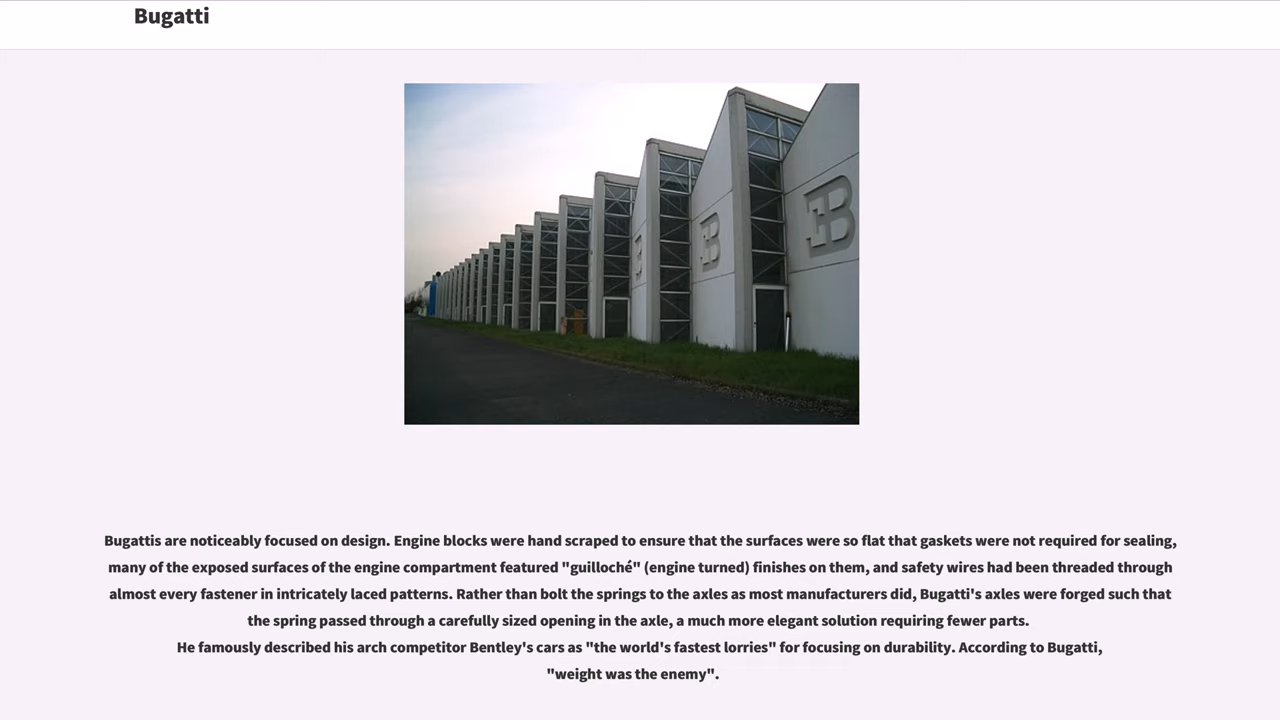 Bugatti
EB
EB
Bugattis are noticeably focused on design. Engine blocks were hand scraped to ensure that the surfaces were so flat that gaskets were not required for sealing,
many of the exposed surfaces of the engine compartment featured "guilloché" (engine turned) finishes on them, and safety wires had been threaded through
almost every fastener in intricately laced patterns. Rather than bolt the springs to the axles as most manufacturers did, Bugatti's axles were forged such that
the spring passed through a carefully sized opening in the axle, a much more elegant solution requiring fewer parts.
He famously described his arch competitor Bentley's cars as "the world's fastest lorries" for focusing on durability. According to Bugatti,
"weight was the enemy".